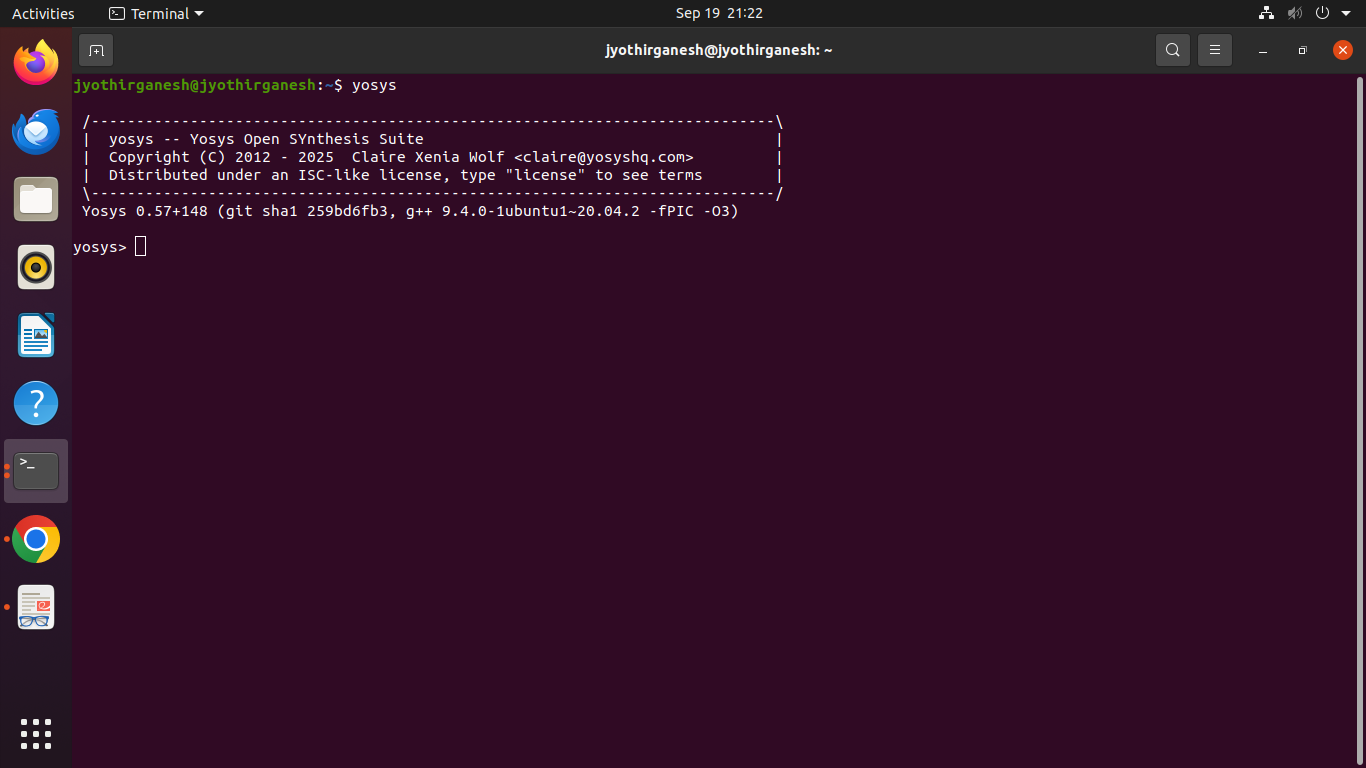 Activities Terminal Sep 19 21:22
jyothirganesh@jyothirganesh: ~
jyothirganesh@jyothirganesh:~$ yosys
/----------------------------------------------------------------------------\
| yosys -- Yosys Open SYnthesis Suite |
| Copyright (C) 2012 - 2025 Claire Xenia Wolf <claire@yosyshq.com> |
| Distributed under an ISC-like license, type "license" to see terms |
\----------------------------------------------------------------------------/
Yosys 0.57+148 (git sha1 259bd6fb3, g++ 9.4.0-1ubuntu1~20.04.2 -fPIC -O3)
yosys>